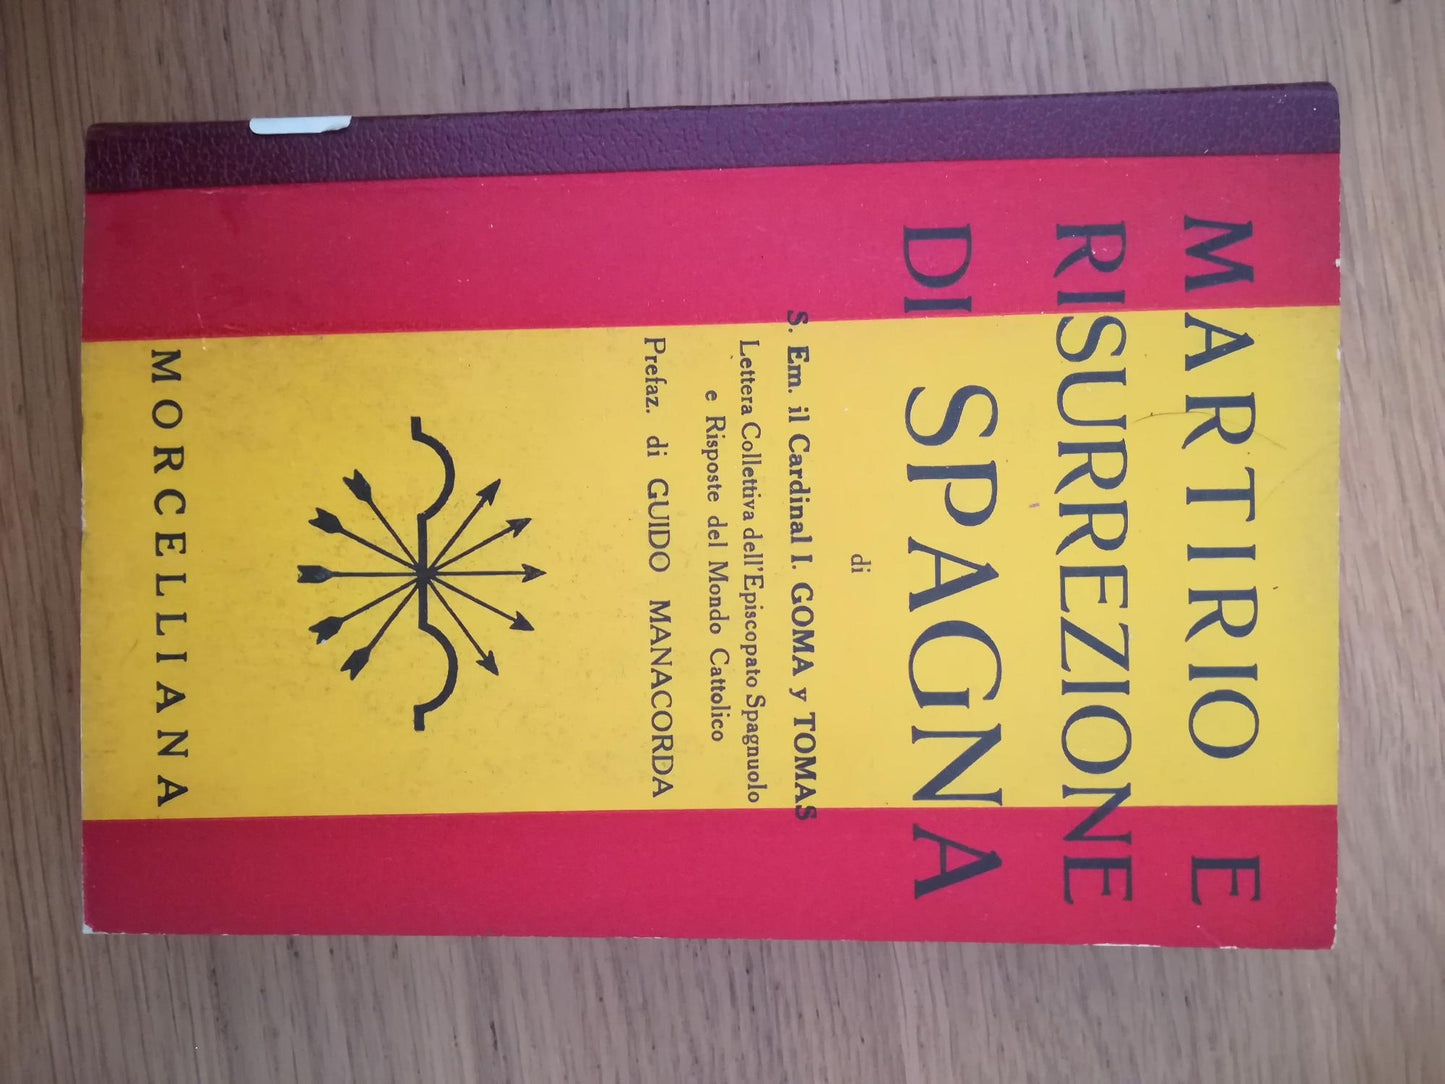 MARTIRIO E
RISURREZIONE
DI SPAGNA
di
S. Em. il Cardinal I. GOMA y TOMAS
Lettera Collettiva dell'Episcopato Spagnuolo
e Risposte del Mondo Cattolico
Prefaz. di GUIDO MANACORDA
MORCELLIANA